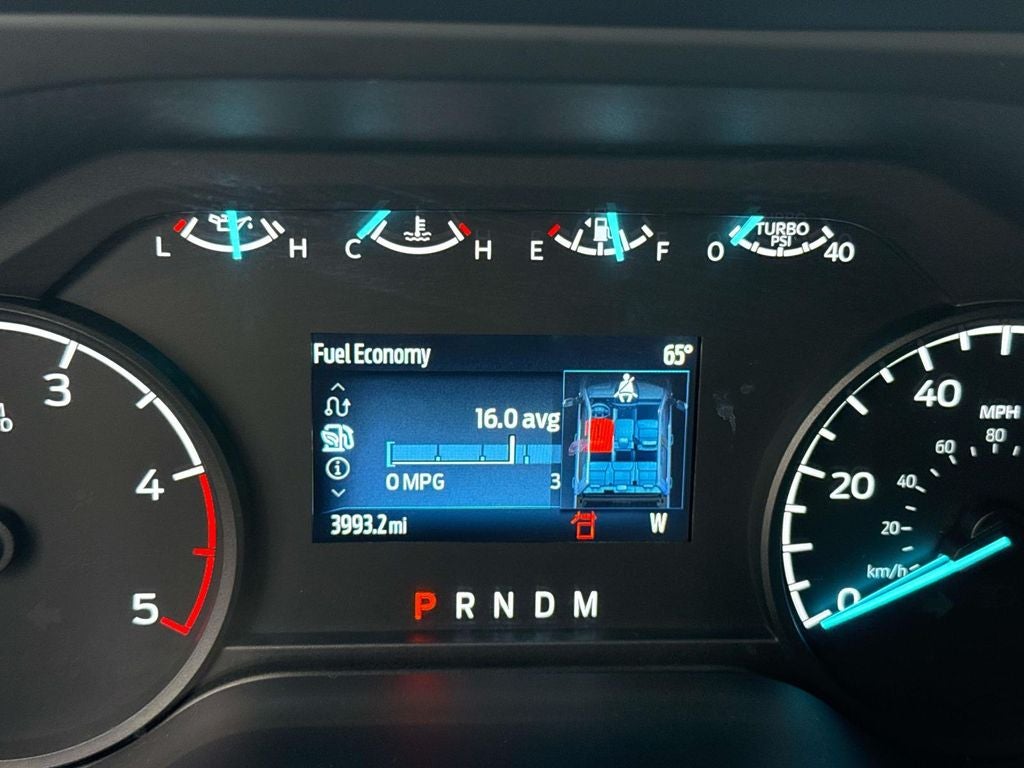 L H C H E F 0 TURBO PSI 40
Fuel Economy 65°
16.0 avg
0 MPG 3
3993.2 mi W
P R N D M
3
4
5
40
MPH
80
60
20
40
20
km/h
0